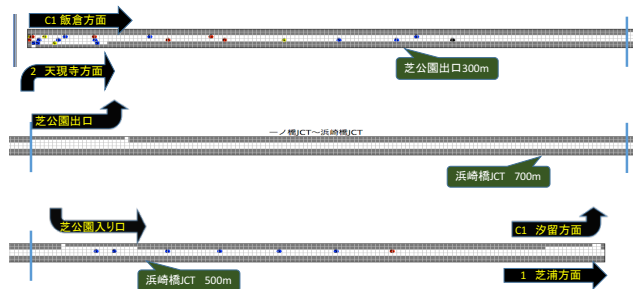 C1 飯倉方面
芝公園出口300m
2 天現寺方面
芝公園出口
一ノ橋JCT～浜崎橋JCT
浜崎橋JCT 700m
芝公園入り口
C1 汐留方面
浜崎橋JCT 500m
1 芝浦方面